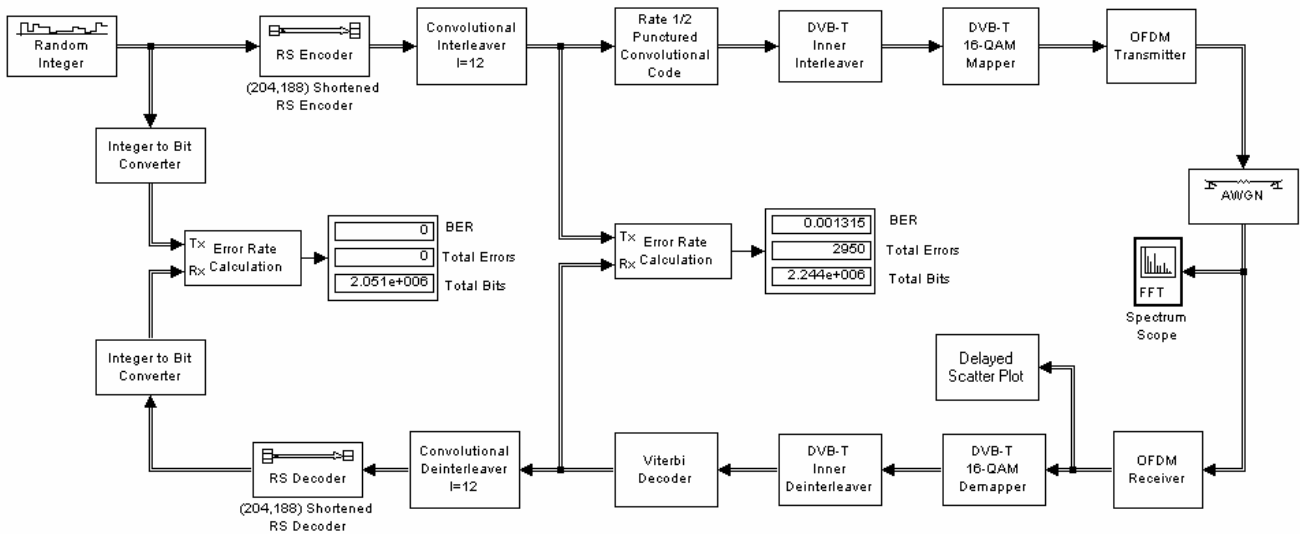 Random
Integer
RS Encoder
(204,188) Shortened
RS Encoder
Convolutional
Interleaver
I=12
Rate 1/2
Punctured
Convolutional
Code
DVB-T
Inner
Interleaver
DVB-T
16-QAM
Mapper
OFDM
Transmitter
Integer to Bit
Converter
AWGN
Tx
Rx
Error Rate
Calculation
0
BER
0
Total Errors
2.051e+006
Total Bits
Tx
Rx
Error Rate
Calculation
0.001315
BER
2950
Total Errors
2.244e+006
Total Bits
FFT
Spectrum
Scope
Integer to Bit
Converter
Delayed
Scatter Plot
RS Decoder
(204,188) Shortened
RS Decoder
Convolutional
Deinterleaver
I=12
Viterbi
Decoder
DVB-T
Inner
Deinterleaver
DVB-T
16-QAM
Demapper
OFDM
Receiver